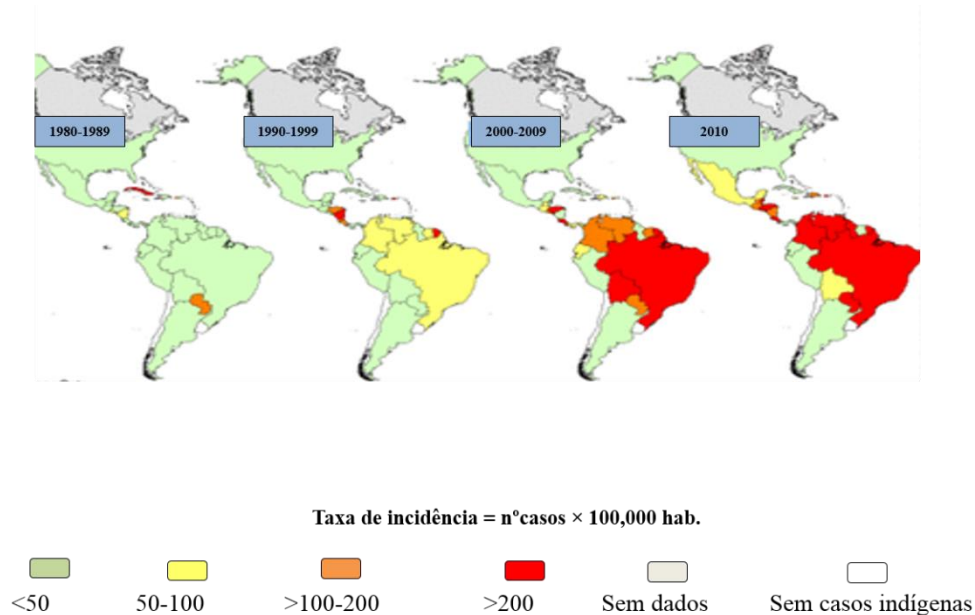 1980-1989
1990-1999
2000-2009
2010
Taxa de incidência = nºcasos × 100,000 hab.
<50 50-100 >100-200 >200 Sem dados Sem casos indígenas